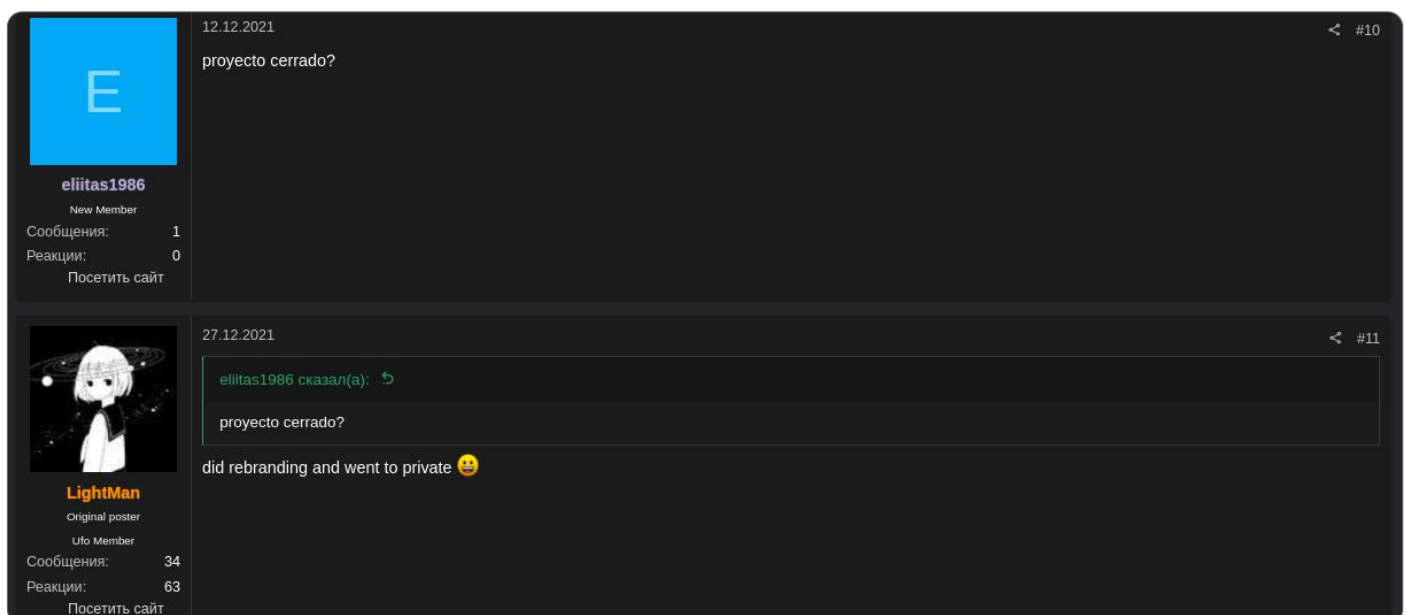 12.12.2021
#10
proyecto cerrado?
E
eliitas1986
New Member
Сообщения: 1
Реакции: 0
Посетить сайт
27.12.2021
#11
eliitas1986 сказал(а):
proyecto cerrado?
did rebranding and went to private
LightMan
Original poster
Ufo Member
Сообщения: 34
Реакции: 63
Посетить сайт